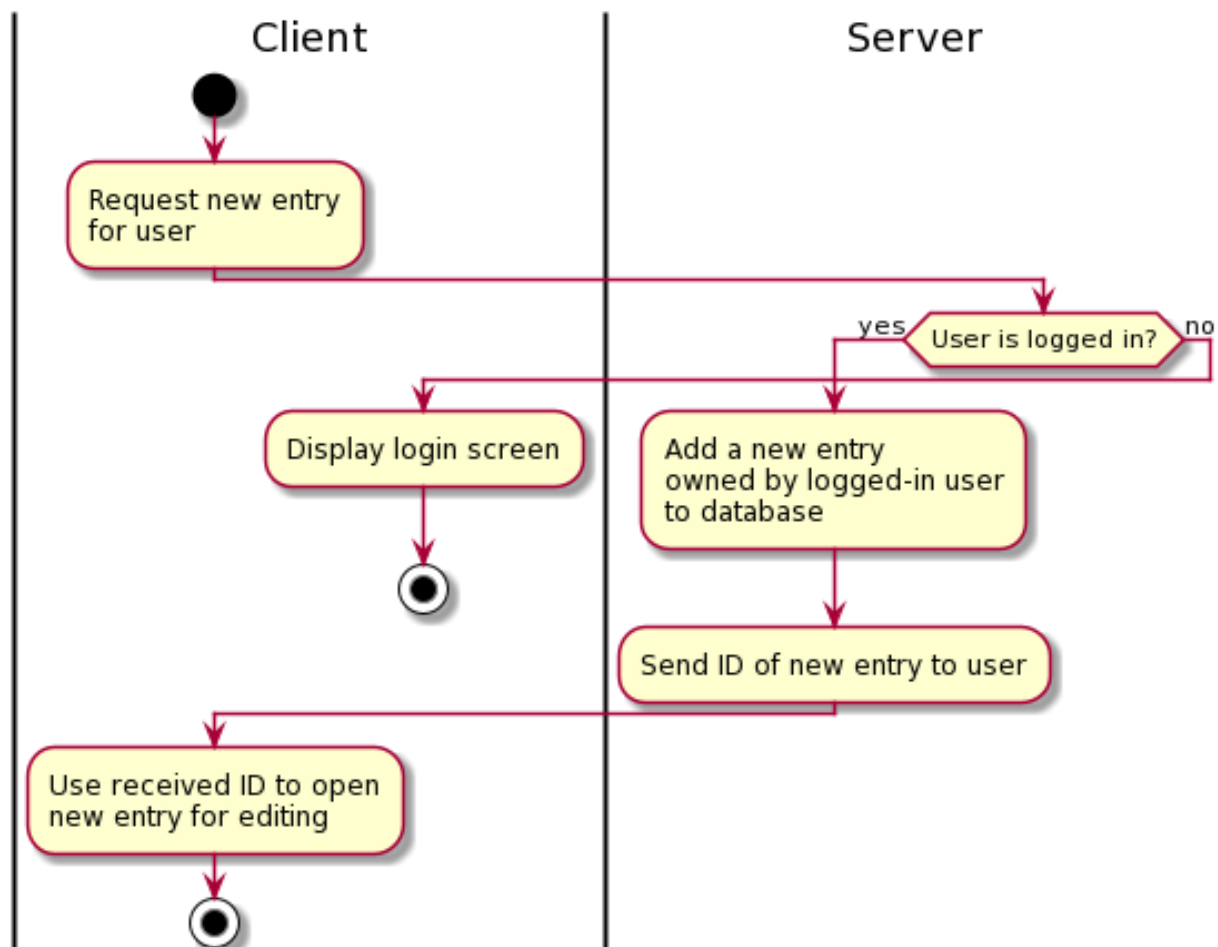 Client
Server
Request new entry
for user
yes
User is logged in?
no
Display login screen
Add a new entry
owned by logged-in user
to database
Send ID of new entry to user
Use received ID to open
new entry for editing